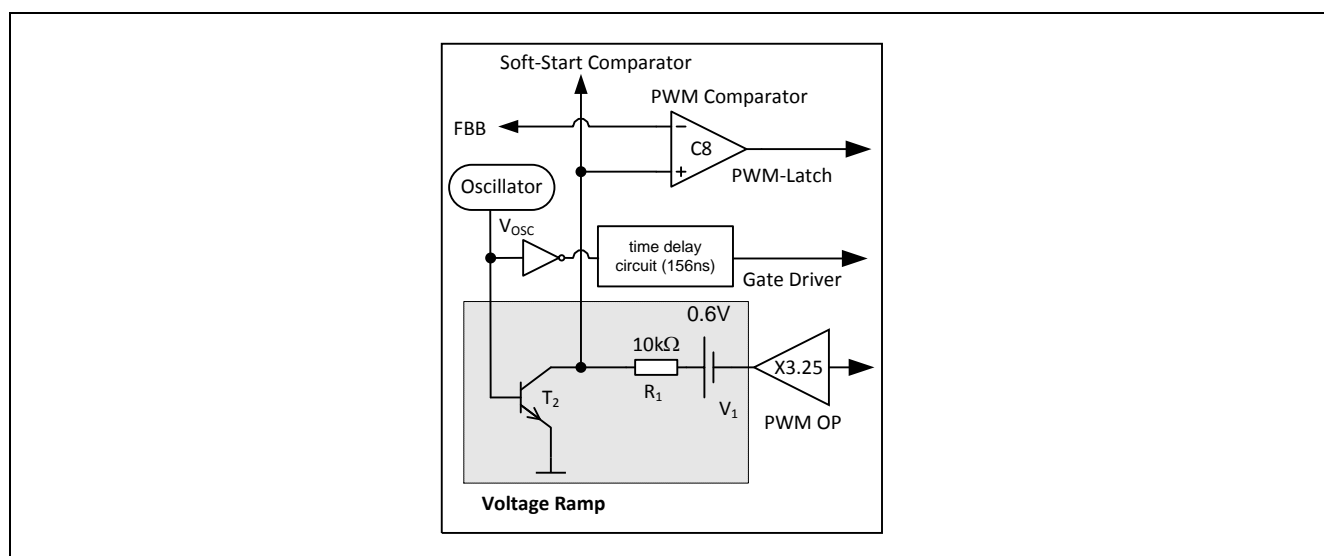 Soft-Start Comparator
PWM Comparator
FBB
−
C8
+
PWM-Latch
Oscillator
VOSC
time delay
circuit (156ns)
Gate Driver
0.6V
10kΩ
X3.25
T2
R1
V1
PWM OP
Voltage Ramp